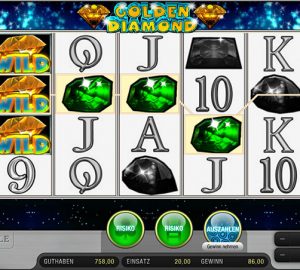 GOLDEN
DIAMOND
WILD Q J K
WILD 10
WILD J A K
9 Q J 10
RISIKO RISIKO AUSZAHLEN
Gewinn nehmen
GUTHABEN 758,00 EINSATZ 20,00 GEWINN 86,00